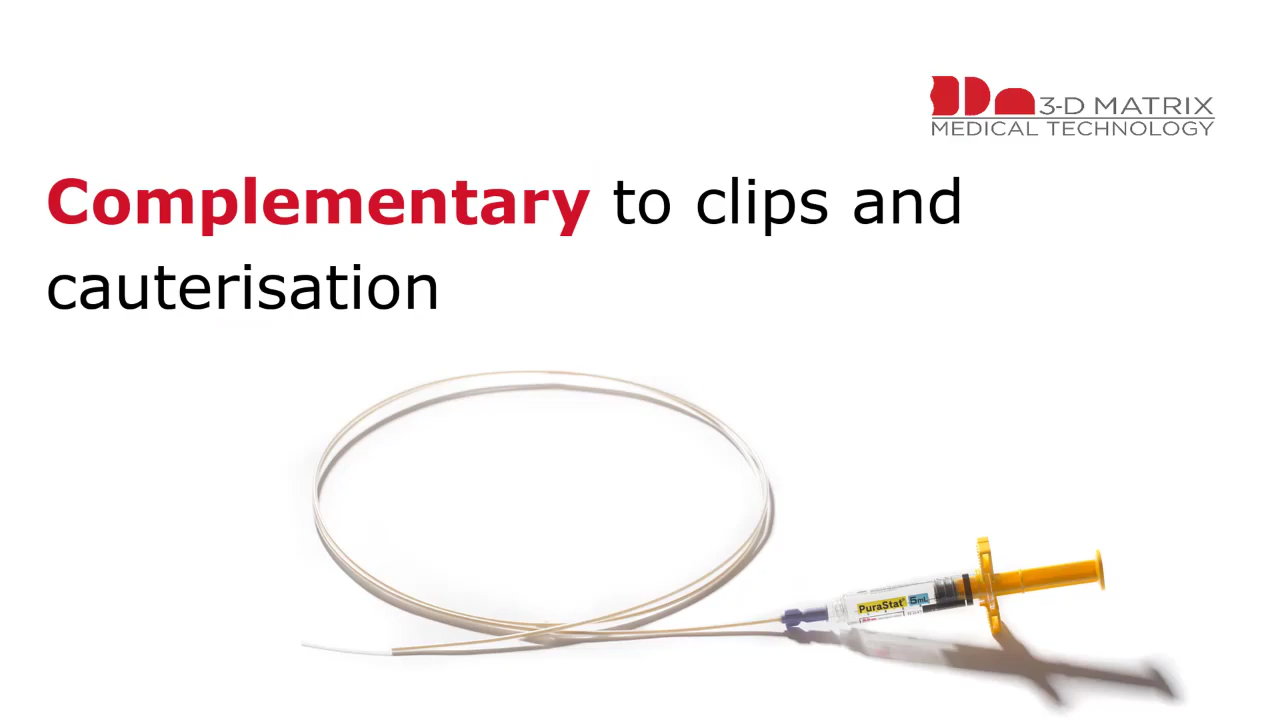 3-D MATRIX
MEDICAL TECHNOLOGY
Complementary to clips and
cauterisation
PuraStat® 5mL